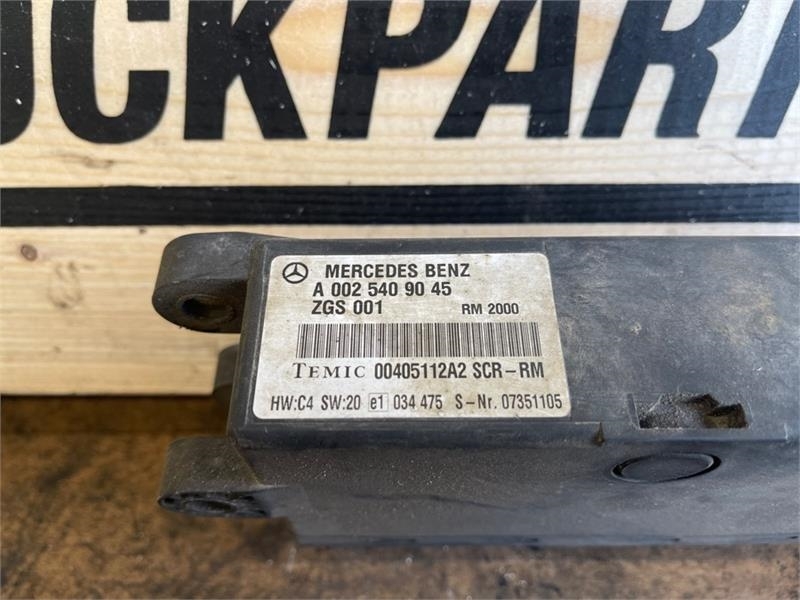 OCKPART
MERCEDES BENZ
A 002 540 90 45
ZGS 001 RM 2000
TEMIC 00405112A2 SCR-RM
HW:C4 SW:20 e1 034 475 S-Nr. 07351105